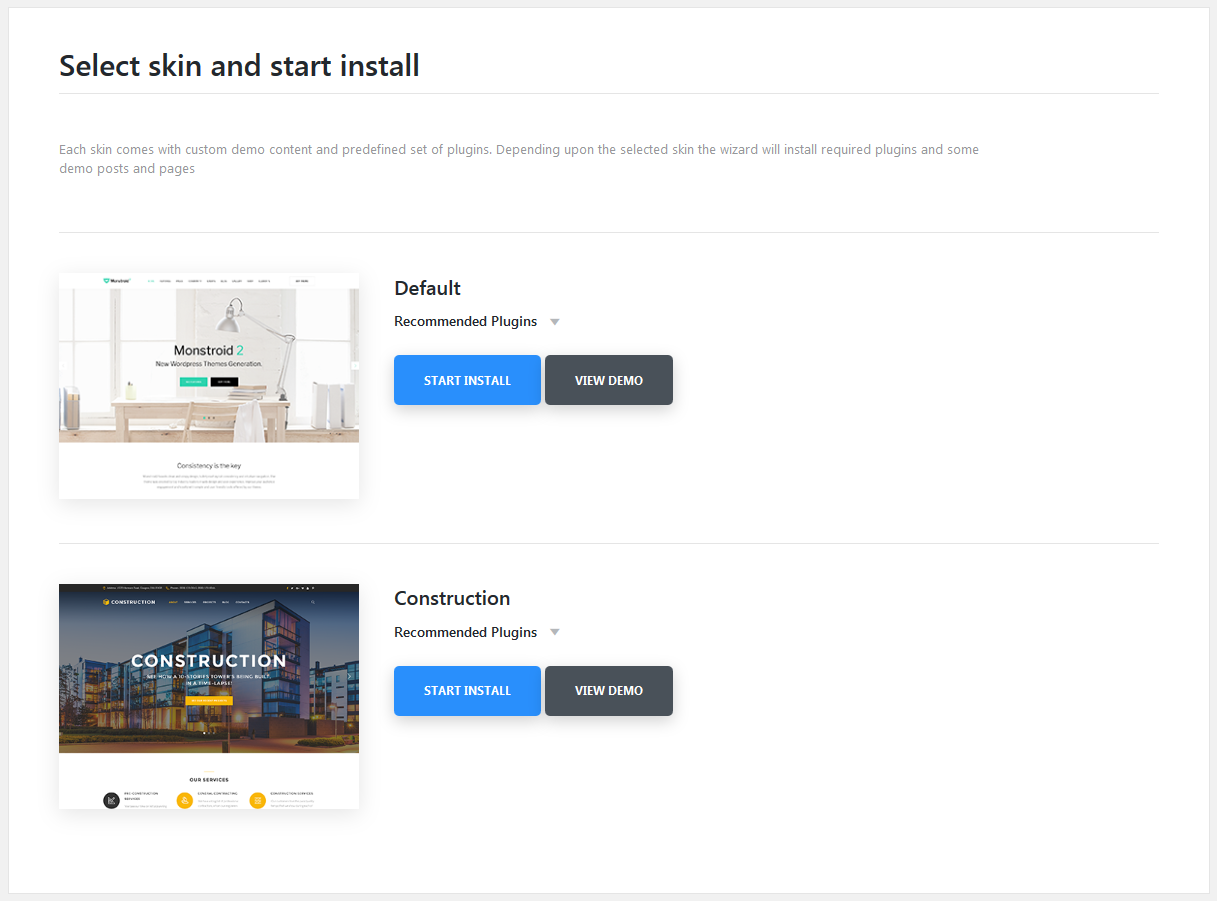 Select skin and start install
Each skin comes with custom demo content and predefined set of plugins. Depending upon the selected skin the wizard will install required plugins and some
demo posts and pages
Default
Recommended Plugins
START INSTALL
VIEW DEMO
Monstroid
Monstroid 2
New Wordpress Themes Generation.
Consistency is the key
Construction
Recommended Plugins
START INSTALL
VIEW DEMO
CONSTRUCTION
CONSTRUCTION
SEE HOW A 10-STORIES TOWER'S BEING BUILT,
IN A TIME-LAPSE!
OUR SERVICES